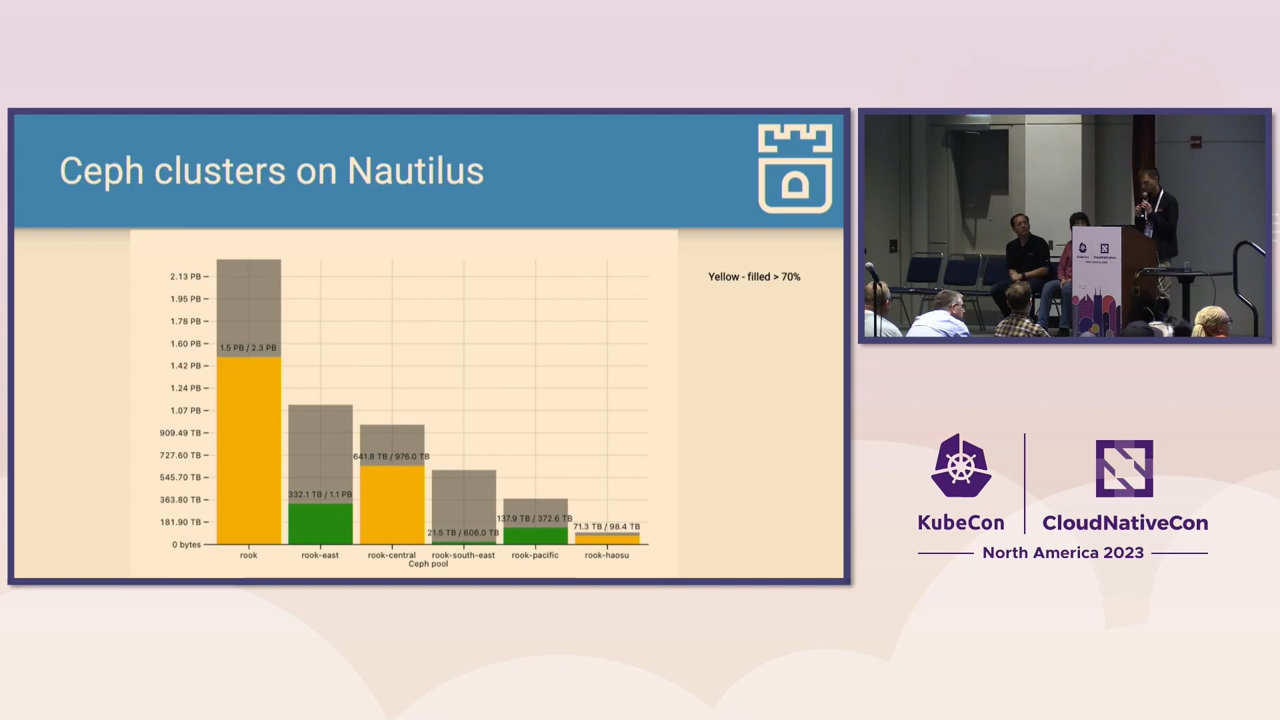 Ceph clusters on Nautilus
Yellow - filled > 70%
2.13 PB
1.95 PB
1.78 PB
1.60 PB
1.42 PB
1.24 PB
1.07 PB
909.49 TB
727.60 TB
545.70 TB
363.80 TB
181.90 TB
0 bytes
1.5 PB / 2.3 PB
332.1 TB / 1.1 PB
641.8 TB / 976.0 TB
21.5 TB / 606.0 TB
137.9 TB / 372.6 TB
71.3 TB / 98.4 TB
rook rook-east rook-central rook-south-east rook-pacific rook-haosu
Ceph pool
KubeCon CloudNativeCon
North America 2023